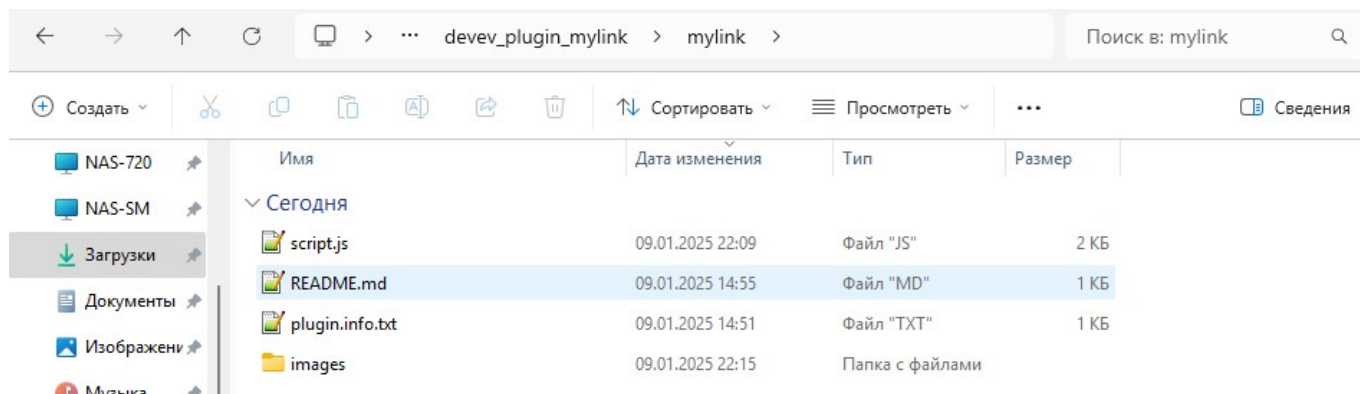 devev_plugin_mylink > mylink > Поиск в: mylink
Создать Сортировать Просмотреть ... Сведения
NAS-720 Имя Дата изменения Тип Размер
NAS-SM Сегодня
Загрузки script.js 09.01.2025 22:09 Файл "JS" 2 КБ
README.md 09.01.2025 14:55 Файл "MD" 1 КБ
Документы plugin.info.txt 09.01.2025 14:51 Файл "TXT" 1 КБ
Изображени images 09.01.2025 22:15 Папка с файлами
Музыка